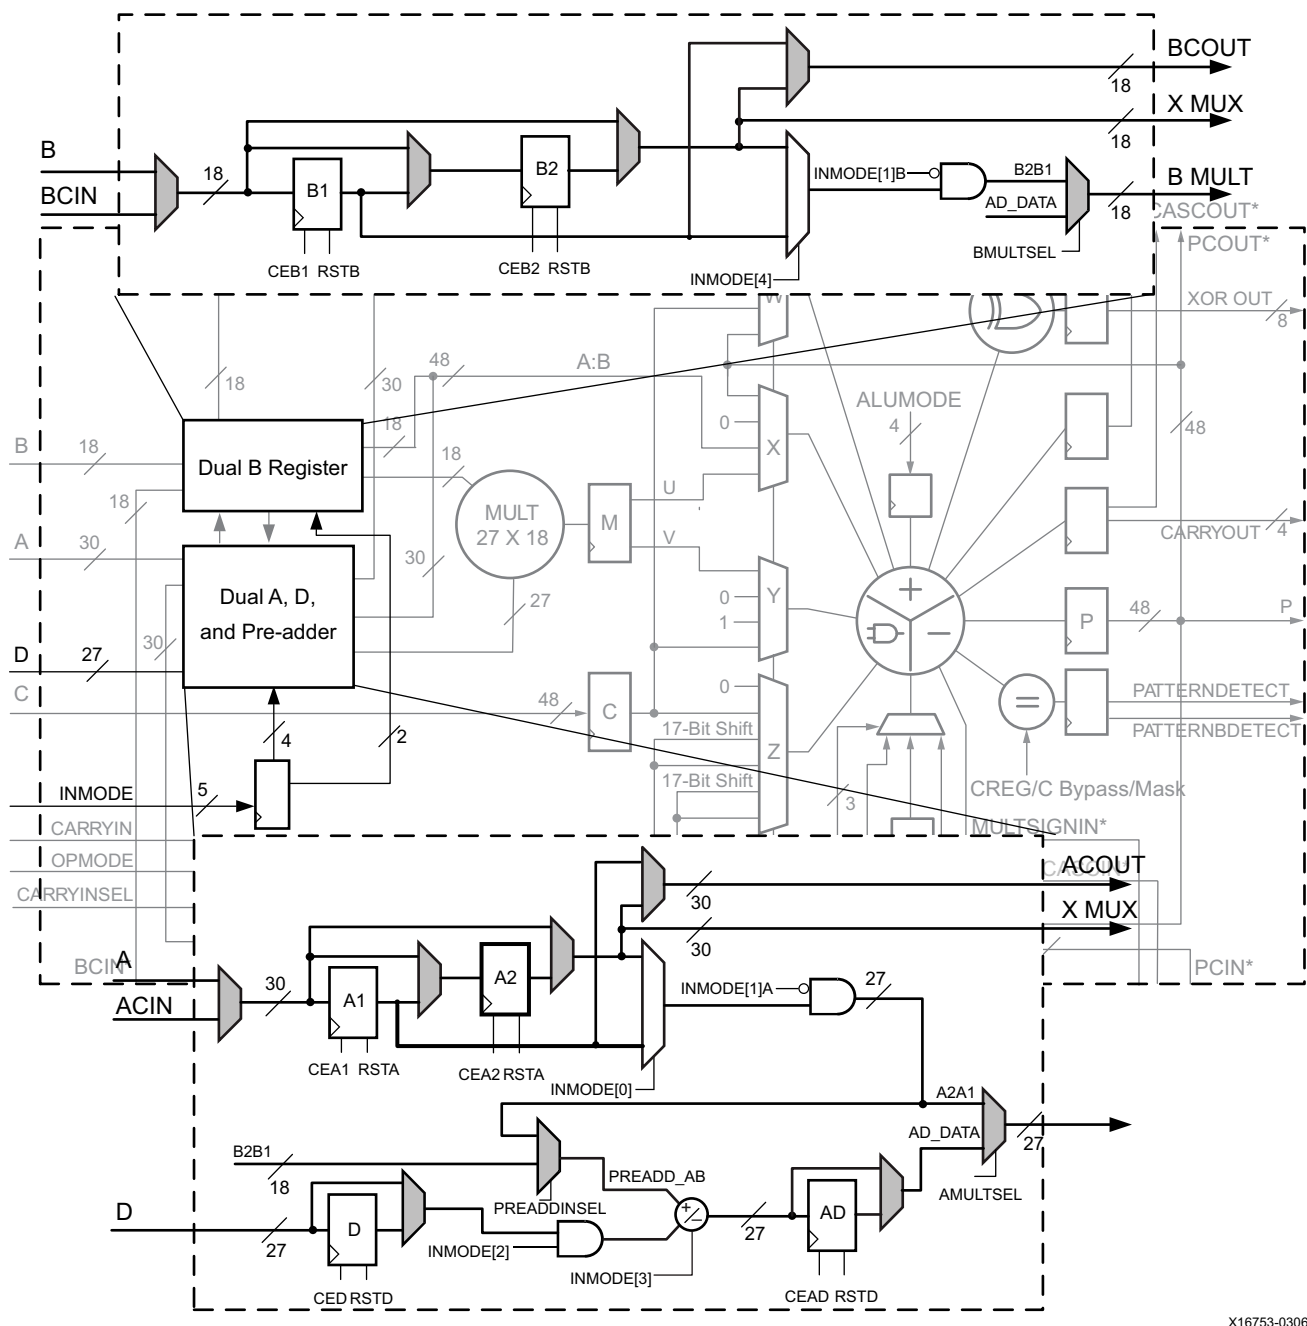 BCOUT
18
X MUX
18
B
BCIN
18
B1
B2
INMODE[1]B
B2B1
AD_DATA
B MULT
18
CASCOUT*
CEB1 RSTB
CEB2 RSTB
INMODE[4]
BMULTSEL
PCOUT*
W
XOR OUT
8
18
30
48
A:B
ALUMODE
4
48
B
18
18
0
X
Dual B Register
18
18
MULT
27 X 18
M
U
V
A
30
30
CARRYOUT
4
Dual A, D,
and Pre-adder
27
0
1
Y
P
48
P
D
27
30
C
48
C
0
17-Bit Shift
17-Bit Shift
Z
=
PATTERNDETECT
PATTERNBDETECT
4
2
INMODE
5
3
CREG/C Bypass/Mask
CARRYIN
MULTSIGNIN*
OPMODE
CARRYINSEL
ACOUT
30
X MUX
30
BCIN
A
ACIN
30
A1
A2
INMODE[1]A
27
PCIN*
CEA1 RSTA
CEA2 RSTA
INMODE[0]
A2A1
AD_DATA
27
AMULTSEL
B2B1
18
PREADD_AB
PREADDINSEL
D
27
D
INMODE[2]
+/−
27
AD
INMODE[3]
CED RSTD
CEAD RSTD
X16753-0306